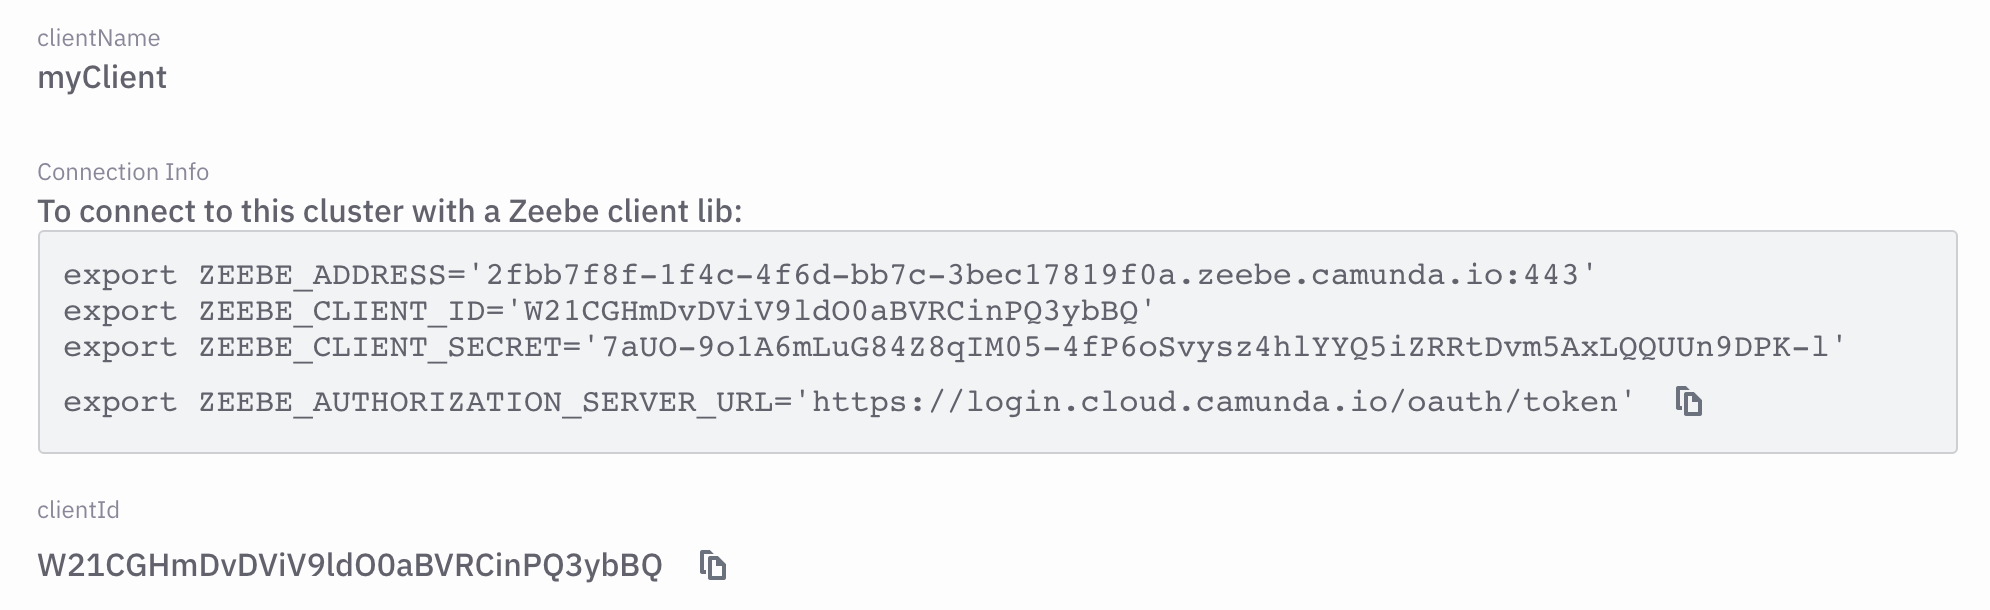 clientName
myClient
Connection Info
To connect to this cluster with a Zeebe client lib:
export ZEEBE_ADDRESS='2fbb7f8f-1f4c-4f6d-bb7c-3bec17819f0a.zeebe.camunda.io:443'
export ZEEBE_CLIENT_ID='W21CGHmDvDViV9ldO0aBVRCinPQ3ybBQ'
export ZEEBE_CLIENT_SECRET='7aUO-9o1A6mLuG84Z8qIM05-4fP6oSvysz4hlYYQ5iZRRtDvm5AxLQQUUn9DPK-l'
export ZEEBE_AUTHORIZATION_SERVER_URL='https://login.cloud.camunda.io/oauth/token'
clientId
W21CGHmDvDViV9ldO0aBVRCinPQ3ybBQ